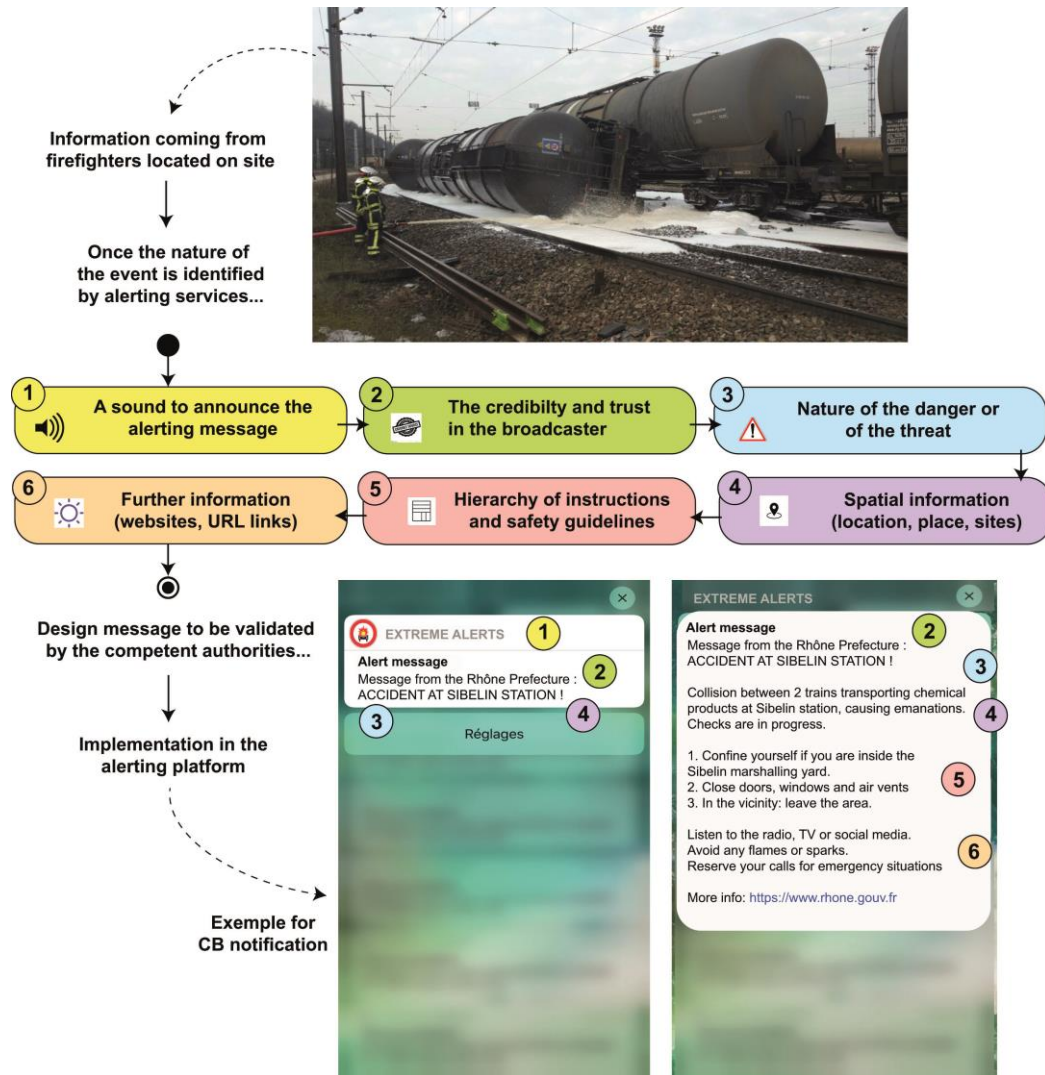 Information coming from
firefighters located on site
Once the nature of
the event is identified
by alerting services...
1
A sound to announce the
alerting message
2
The credibilty and trust
in the broadcaster
3
Nature of the danger or
of the threat
6
Further information
(websites, URL links)
5
Hierarchy of instructions
and safety guidelines
4
Spatial information
(location, place, sites)
Design message to be validated
by the competent authorities...
Implementation in the
alerting platform
Exemple for
CB notification
EXTREME ALERTS
1
Alert message
Message from the Rhône Prefecture :
2
ACCIDENT AT SIBELIN STATION !
3
4
Réglages
EXTREME ALERTS
Alert message
2
Message from the Rhône Prefecture :
ACCIDENT AT SIBELIN STATION !
3
Collision between 2 trains transporting chemical
products at Sibelin station, causing emanations.
4
Checks are in progress.
1. Confine yourself if you are inside the
Sibelin marshalling yard.
5
2. Close doors, windows and air vents
3. In the vicinity: leave the area.
Listen to the radio, TV or social media.
Avoid any flames or sparks.
6
Reserve your calls for emergency situations
More info: https://www.rhone.gouv.fr